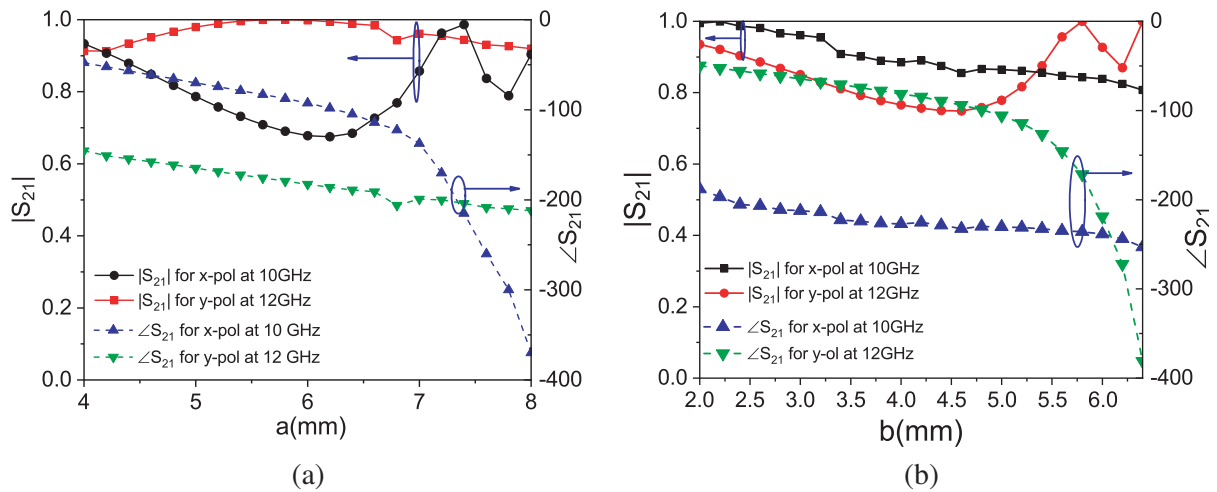 1.0
0.8
0.6
0.4
0.2
0.0
|S21|
0
-100
-200
-300
-400
∠S21
|S21| for x-pol at 10GHz
|S21| for y-pol at 12GHz
∠S21 for x-pol at 10 GHz
∠S21 for y-pol at 12 GHz
4 5 6 7 8
a(mm)
(a)
1.0
0.8
0.6
0.4
0.2
0.0
|S21|
0
-100
-200
-300
-400
∠S21
|S21| for x-pol at 10GHz
|S21| for y-pol at 12GHz
∠S21 for x-pol at 10GHz
∠S21 for y-ol at 12GHz
2.0 2.5 3.0 3.5 4.0 4.5 5.0 5.5 6.0
b(mm)
(b)